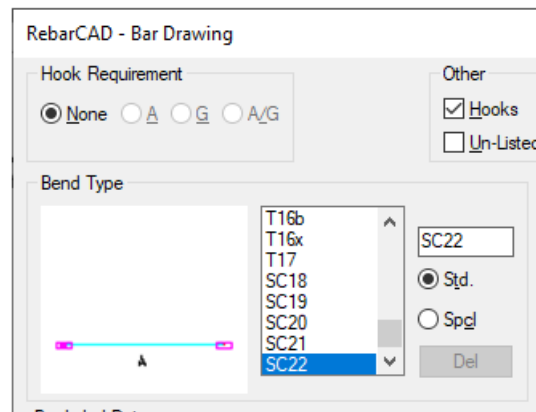 RebarCAD - Bar Drawing
Hook Requirement
None
A
G
A/G
Other
Hooks
Un-Listed
Bend Type
A
T16b
T16x
T17
SC18
SC19
SC20
SC21
SC22
SC22
Std.
Spcl
Del